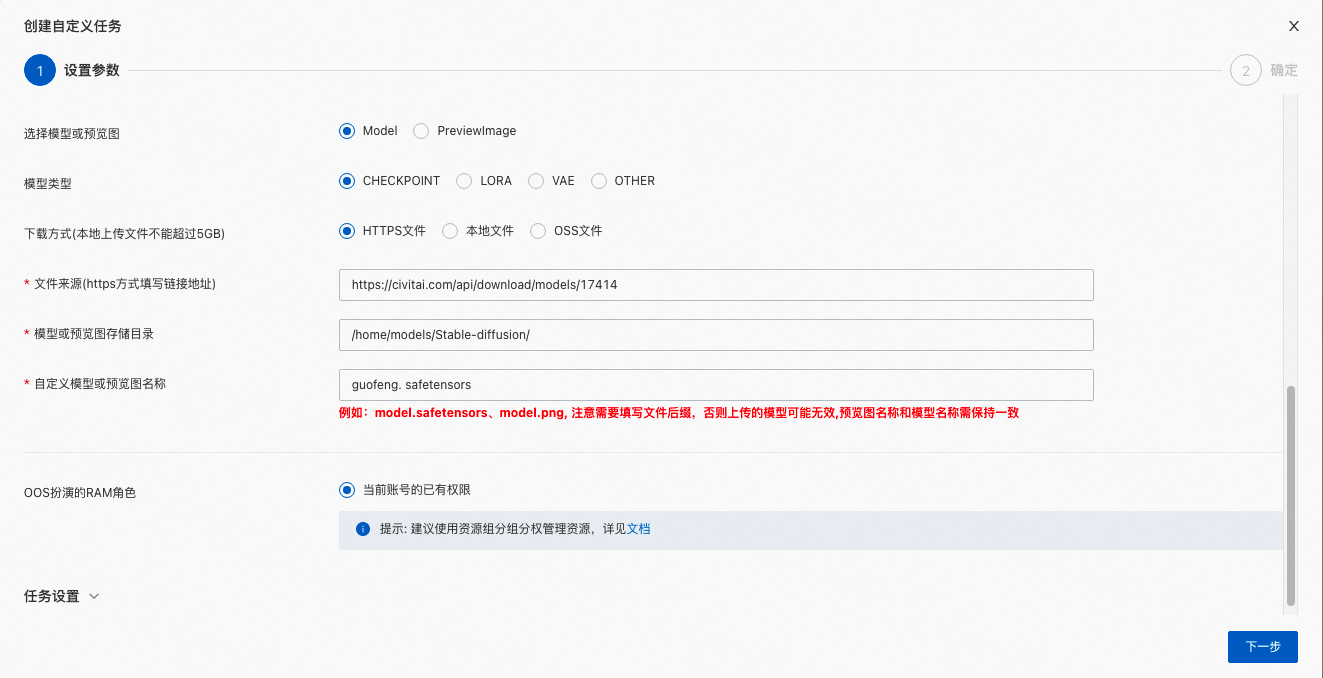 创建自定义任务
1 设置参数 2 确定
选择模型或预览图 Model PreviewImage
模型类型 CHECKPOINT LORA VAE OTHER
下载方式(本地上传文件不能超过5GB) HTTPS文件 本地文件 OSS文件
* 文件来源(https方式填写链接地址) https://civitai.com/api/download/models/17414
* 模型或预览图存储目录 /home/models/Stable-diffusion/
* 自定义模型或预览图名称 guofeng. safetensors
例如：model.safetensors、model.png, 注意需要填写文件后缀，否则上传的模型可能无效,预览图名称和模型名称需保持一致
OOS扮演的RAM角色 当前账号的已有权限
提示: 建议使用资源组分组分权管理资源，详见文档
任务设置
下一步